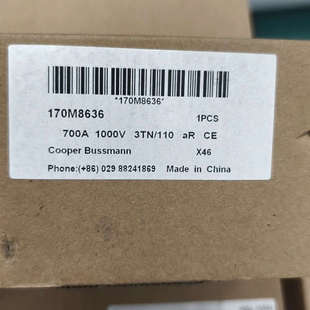 *170M8636*
170M8636 1PCS
700A 1000V 3TN/110 aR CE
Cooper Bussmann X46
Phone:(+86) 029 88241869 Made in China